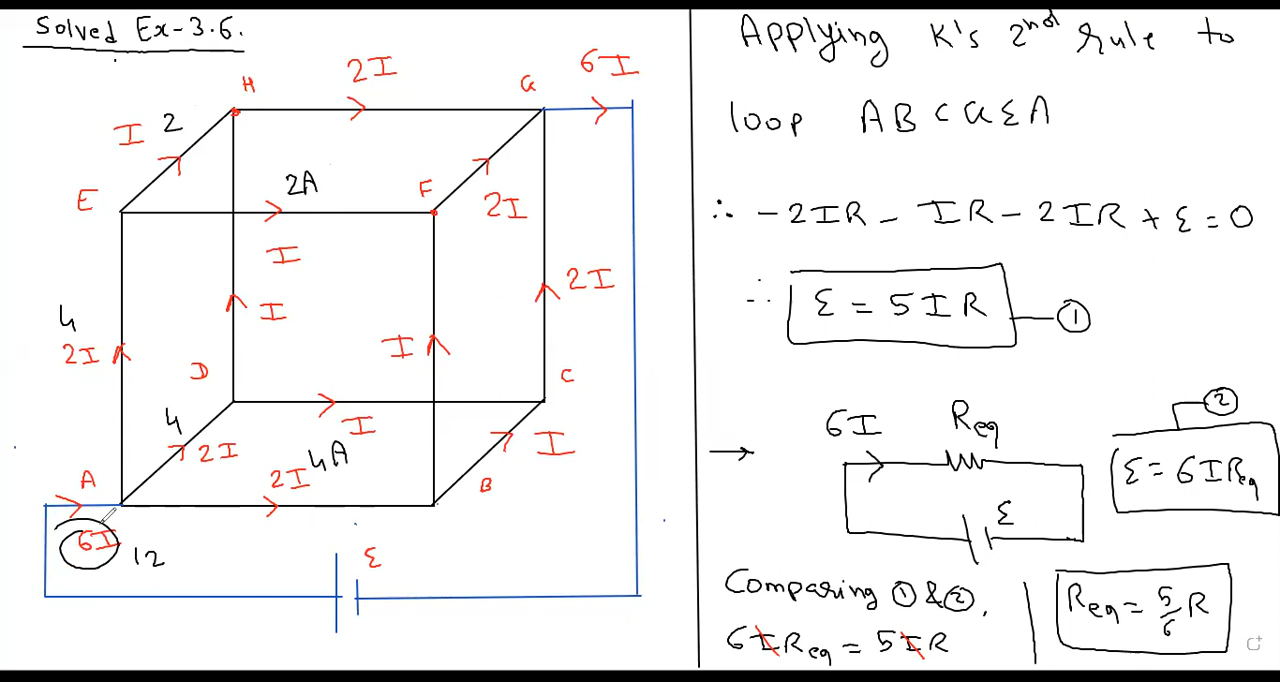 Solved Ex-3.6.
H
2I
G
6I
I
2
E
2A
F
2I
I
I
2I
4
2I
I
D
C
4
2I
I
4A
I
A
2I
B
6I
12
ε
Applying K's 2nd rule to
loop ABCGEA
∴ -2IR - IR - 2IR + ε = 0
∴ ε = 5IR ①
→ 6I Req ②
ε = 6IReq
ε
Comparing ① & ②,
6IReq = 5IR
Req = 5/6 R